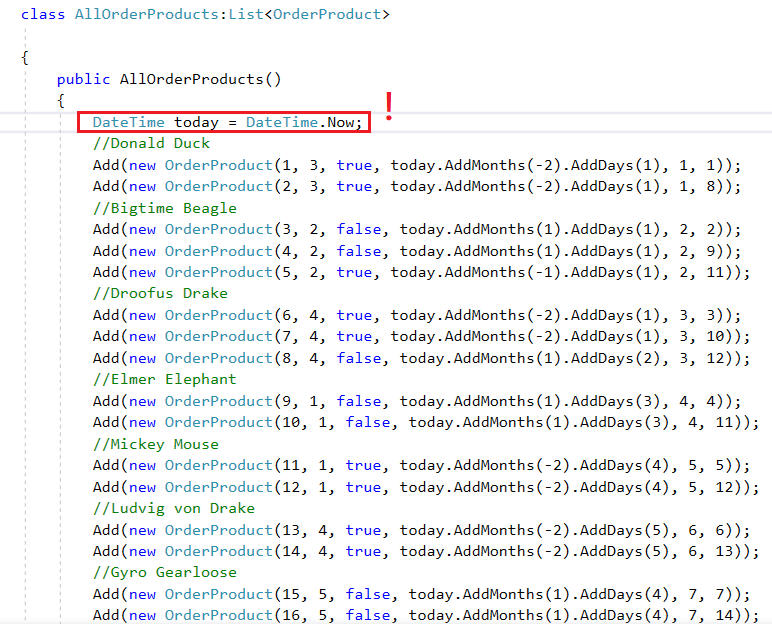 class AllOrderProducts:List<OrderProduct>
{
public AllOrderProducts()
{
DateTime today = DateTime.Now; !
//Donald Duck
Add(new OrderProduct(1, 3, true, today.AddMonths(-2).AddDays(1), 1, 1));
Add(new OrderProduct(2, 3, true, today.AddMonths(-2).AddDays(1), 1, 8));
//Bigtime Beagle
Add(new OrderProduct(3, 2, false, today.AddMonths(1).AddDays(1), 2, 2));
Add(new OrderProduct(4, 2, false, today.AddMonths(1).AddDays(1), 2, 9));
Add(new OrderProduct(5, 2, true, today.AddMonths(-1).AddDays(1), 2, 11));
//Droofus Drake
Add(new OrderProduct(6, 4, true, today.AddMonths(-2).AddDays(1), 3, 3));
Add(new OrderProduct(7, 4, true, today.AddMonths(-2).AddDays(1), 3, 10));
Add(new OrderProduct(8, 4, false, today.AddMonths(1).AddDays(2), 3, 12));
//Elmer Elephant
Add(new OrderProduct(9, 1, false, today.AddMonths(1).AddDays(3), 4, 4));
Add(new OrderProduct(10, 1, false, today.AddMonths(1).AddDays(3), 4, 11));
//Mickey Mouse
Add(new OrderProduct(11, 1, true, today.AddMonths(-2).AddDays(4), 5, 5));
Add(new OrderProduct(12, 1, true, today.AddMonths(-2).AddDays(4), 5, 12));
//Ludvig von Drake
Add(new OrderProduct(13, 4, true, today.AddMonths(-2).AddDays(5), 6, 6));
Add(new OrderProduct(14, 4, true, today.AddMonths(-2).AddDays(5), 6, 13));
//Gyro Gearloose
Add(new OrderProduct(15, 5, false, today.AddMonths(1).AddDays(4), 7, 7));
Add(new OrderProduct(16, 5, false, today.AddMonths(1).AddDays(4), 7, 14));